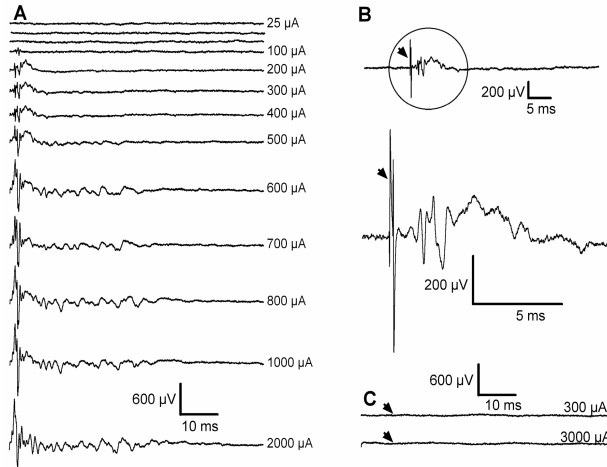 A
25 µA
100 µA
200 µA
300 µA
400 µA
500 µA
600 µA
700 µA
800 µA
1000 µA
600 µV
10 ms
2000 µA
B
200 µV
5 ms
200 µV
5 ms
600 µV
10 ms
C
300 µA
3000 µA